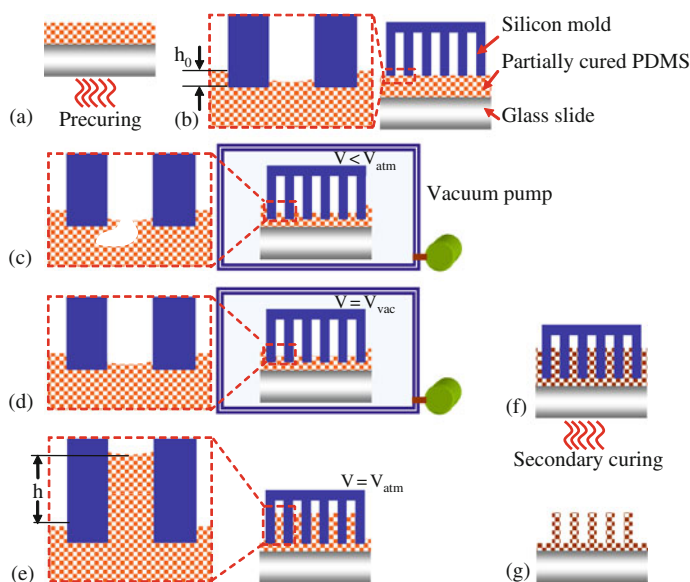 h0
Silicon mold
Partially cured PDMS
Glass slide
(a) Precuring
(b)
V < Vatm
Vacuum pump
(c)
V = Vvac
(d)
(f)
Secondary curing
h
V = Vatm
(e)
(g)